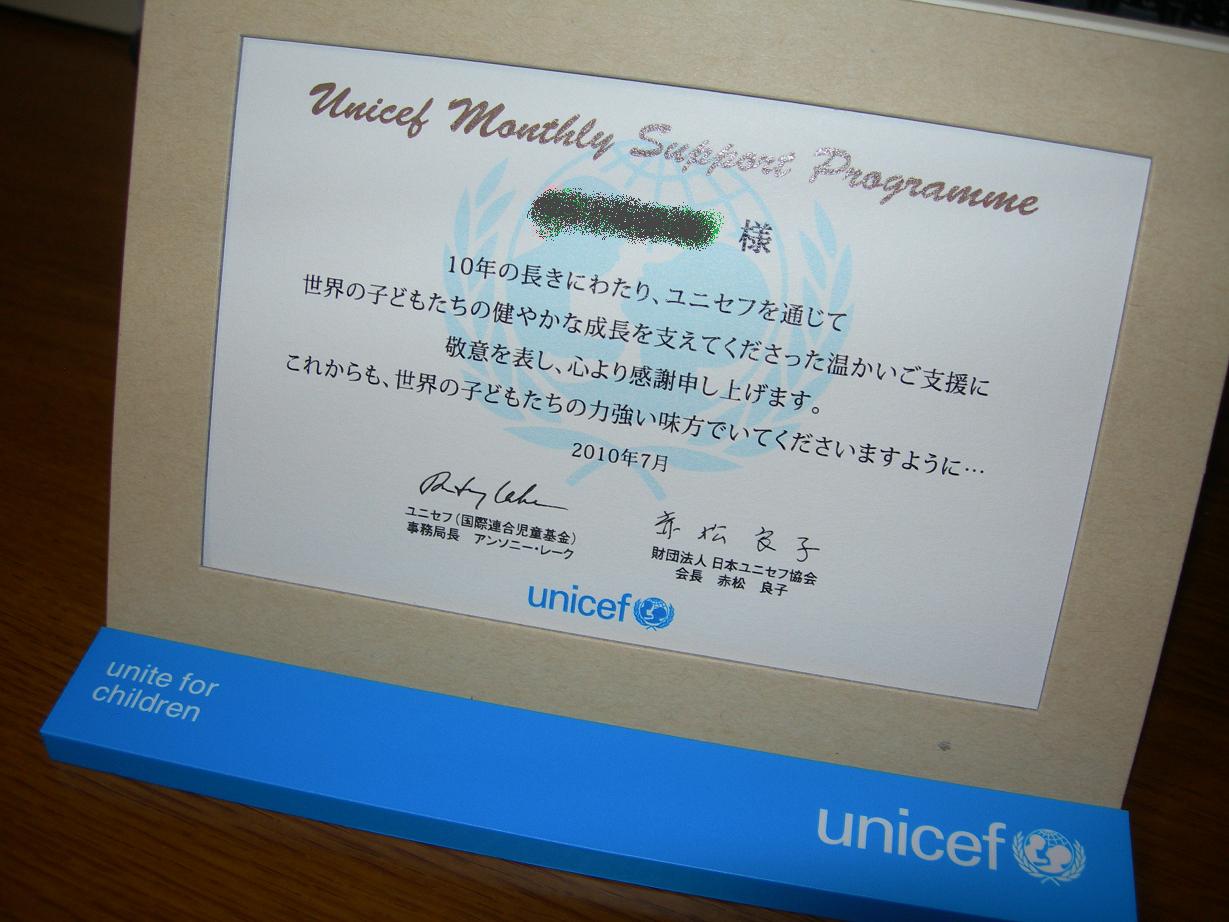 Unicef Monthly Support Programme
様
10年の長きにわたり、ユニセフを通じて
世界の子どもたちの健やかな成長を支えてくださった温かいご支援に
敬意を表し、心より感謝申し上げます。
これからも、世界の子どもたちの力強い味方でいてくださいますように…
2010年7月
ユニセフ（国際連合児童基金）
事務局長 アンソニー・レーク
赤松良子
財団法人 日本ユニセフ協会
会長 赤松 良子
unicef
unite for
children
unicef